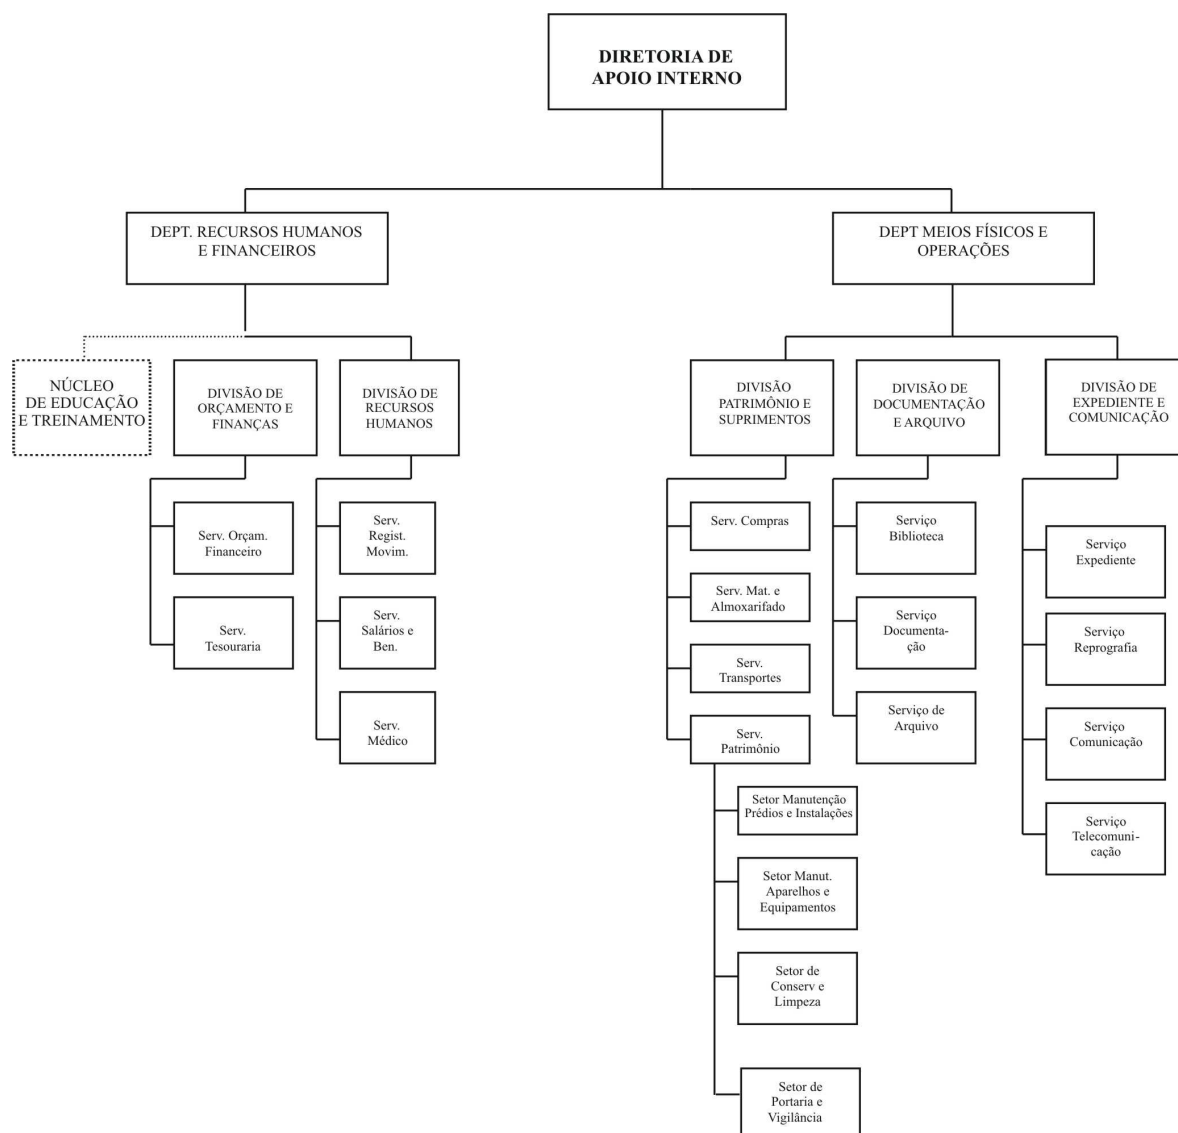 DIRETORIA DE
APOIO INTERNO
DEPT. RECURSOS HUMANOS
E FINANCEIROS
DEPT MEIOS FÍSICOS E
OPERAÇÕES
NÚCLEO
DE EDUCAÇÃO
E TREINAMENTO
DIVISÃO DE
ORÇAMENTO E
FINANÇAS
DIVISÃO DE
RECURSOS
HUMANOS
DIVISÃO
PATRIMÔNIO E
SUPRIMENTOS
DIVISÃO DE
DOCUMENTAÇÃO
E ARQUIVO
DIVISÃO DE
EXPEDIENTE E
COMUNICAÇÃO
Serv. Orçam.
Financeiro
Serv.
Tesouraria
Serv.
Regist.
Movim.
Serv.
Salários e
Ben.
Serv.
Médico
Serv. Compras
Serv. Mat. e
Almoxarifado
Serv.
Transportes
Serv.
Patrimônio
Setor Manutenção
Prédios e Instalações
Setor Manut.
Aparelhos e
Equipamentos
Setor de
Conserv e
Limpeza
Setor de
Portaria e
Vigilância
Serviço
Biblioteca
Serviço
Documenta-
ção
Serviço de
Arquivo
Serviço
Expediente
Serviço
Reprografia
Serviço
Comunicação
Serviço
Telecomuni-
cação